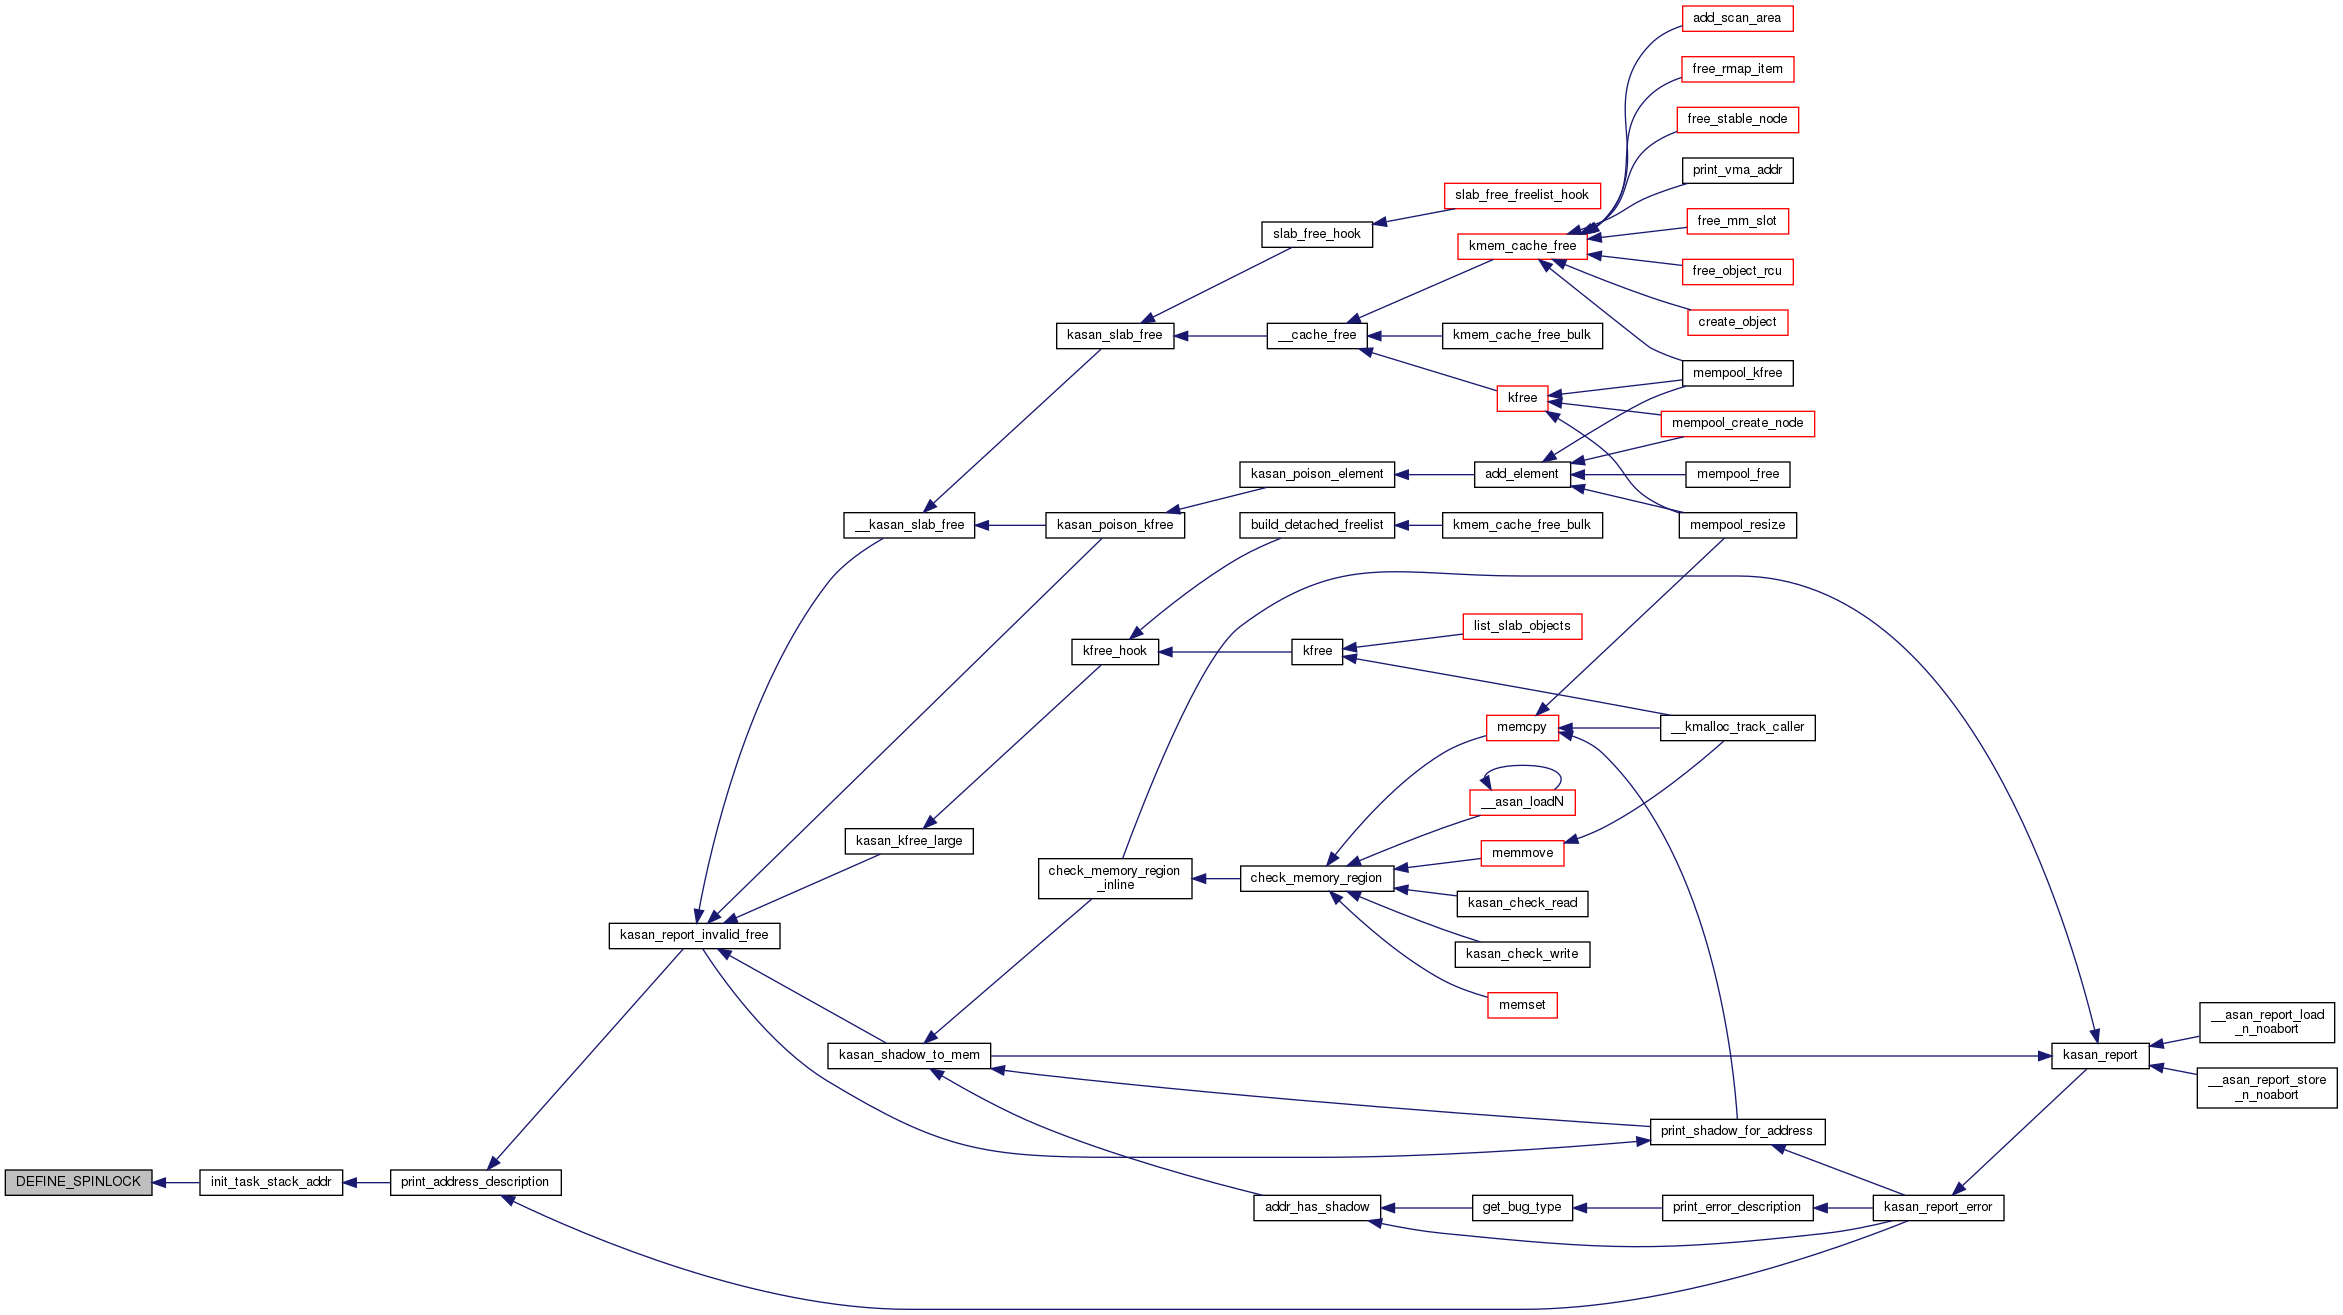 add_scan_area
free_rmap_item
free_stable_node
print_vma_addr
slab_free_freelist_hook
free_mm_slot
slab_free_hook
kmem_cache_free
free_object_rcu
create_object
kasan_slab_free
__cache_free
kmem_cache_free_bulk
mempool_kfree
kfree
mempool_create_node
kasan_poison_element
add_element
mempool_free
__kasan_slab_free
kasan_poison_kfree
build_detached_freelist
kmem_cache_free_bulk
mempool_resize
list_slab_objects
kfree_hook
kfree
memcpy
__kmalloc_track_caller
__asan_loadN
kasan_kfree_large
memmove
check_memory_region
_inline
check_memory_region
kasan_check_read
kasan_report_invalid_free
kasan_check_write
memset
__asan_report_load
_n_noabort
kasan_shadow_to_mem
kasan_report
__asan_report_store
_n_noabort
print_shadow_for_address
DEFINE_SPINLOCK
init_task_stack_addr
print_address_description
addr_has_shadow
get_bug_type
print_error_description
kasan_report_error